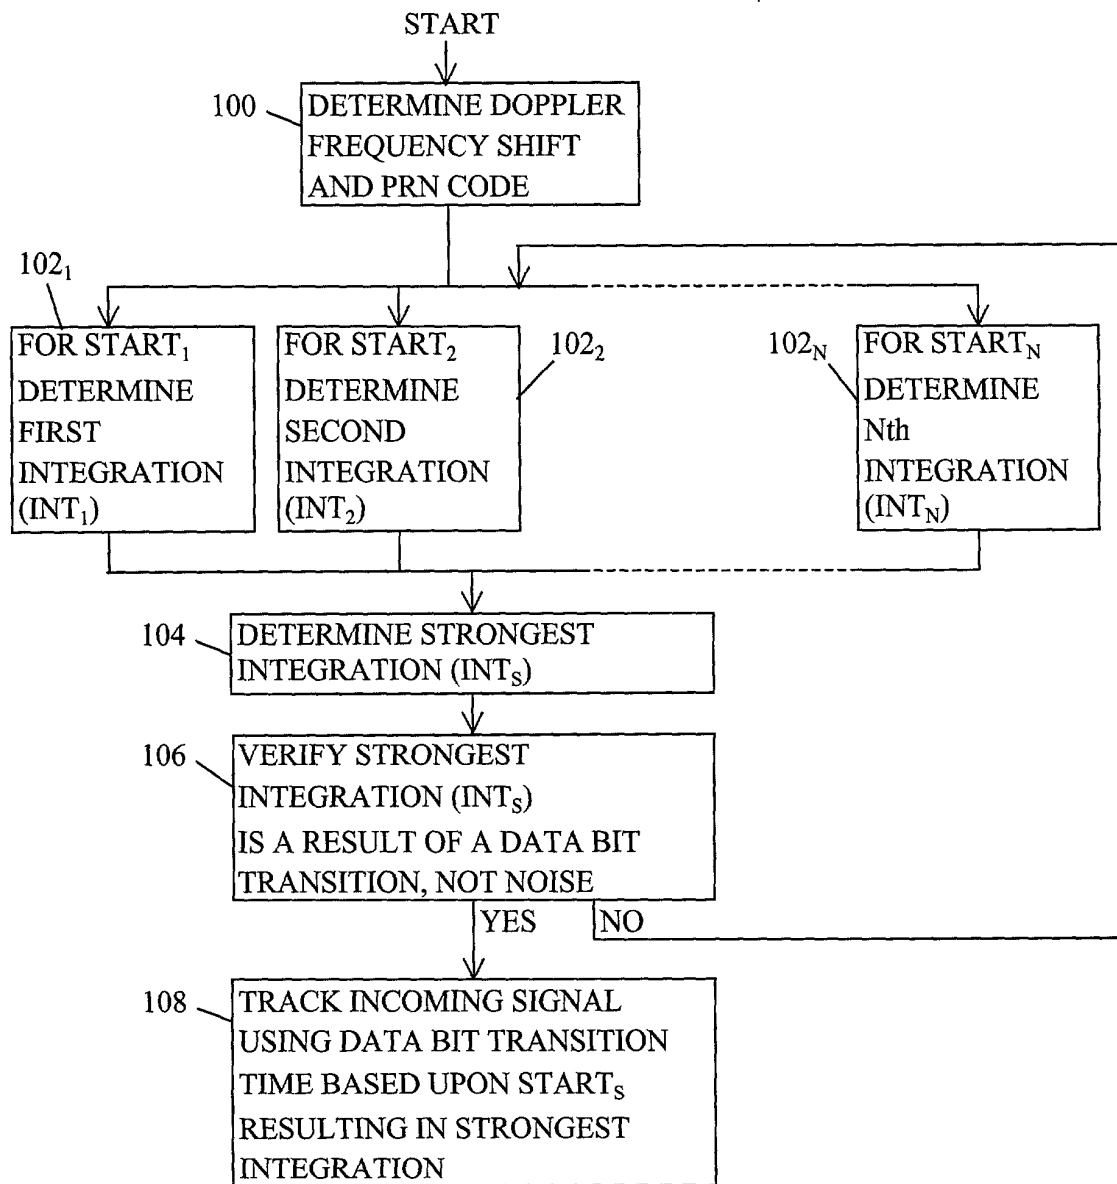 START
100
DETERMINE DOPPLER
FREQUENCY SHIFT
AND PRN CODE
102₁
FOR START₁
DETERMINE
FIRST
INTEGRATION
(INT₁)
FOR START₂
DETERMINE
SECOND
INTEGRATION
(INT₂)
102₂
102ₙ
FOR STARTₙ
DETERMINE
Nth
INTEGRATION
(INTₙ)
104
DETERMINE STRONGEST
INTEGRATION (INTₛ)
106
VERIFY STRONGEST
INTEGRATION (INTₛ)
IS A RESULT OF A DATA BIT
TRANSITION, NOT NOISE
YES
NO
108
TRACK INCOMING SIGNAL
USING DATA BIT TRANSITION
TIME BASED UPON STARTₛ
RESULTING IN STRONGEST
INTEGRATION